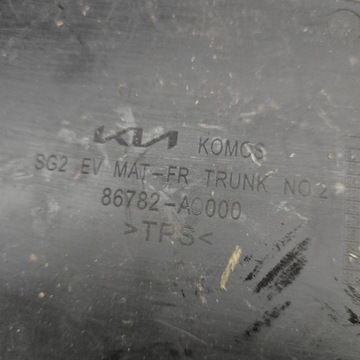 KIA KOMOS
SG2 EV MAT-FR TRUNK NO.2
86782-AO000
>TPS<